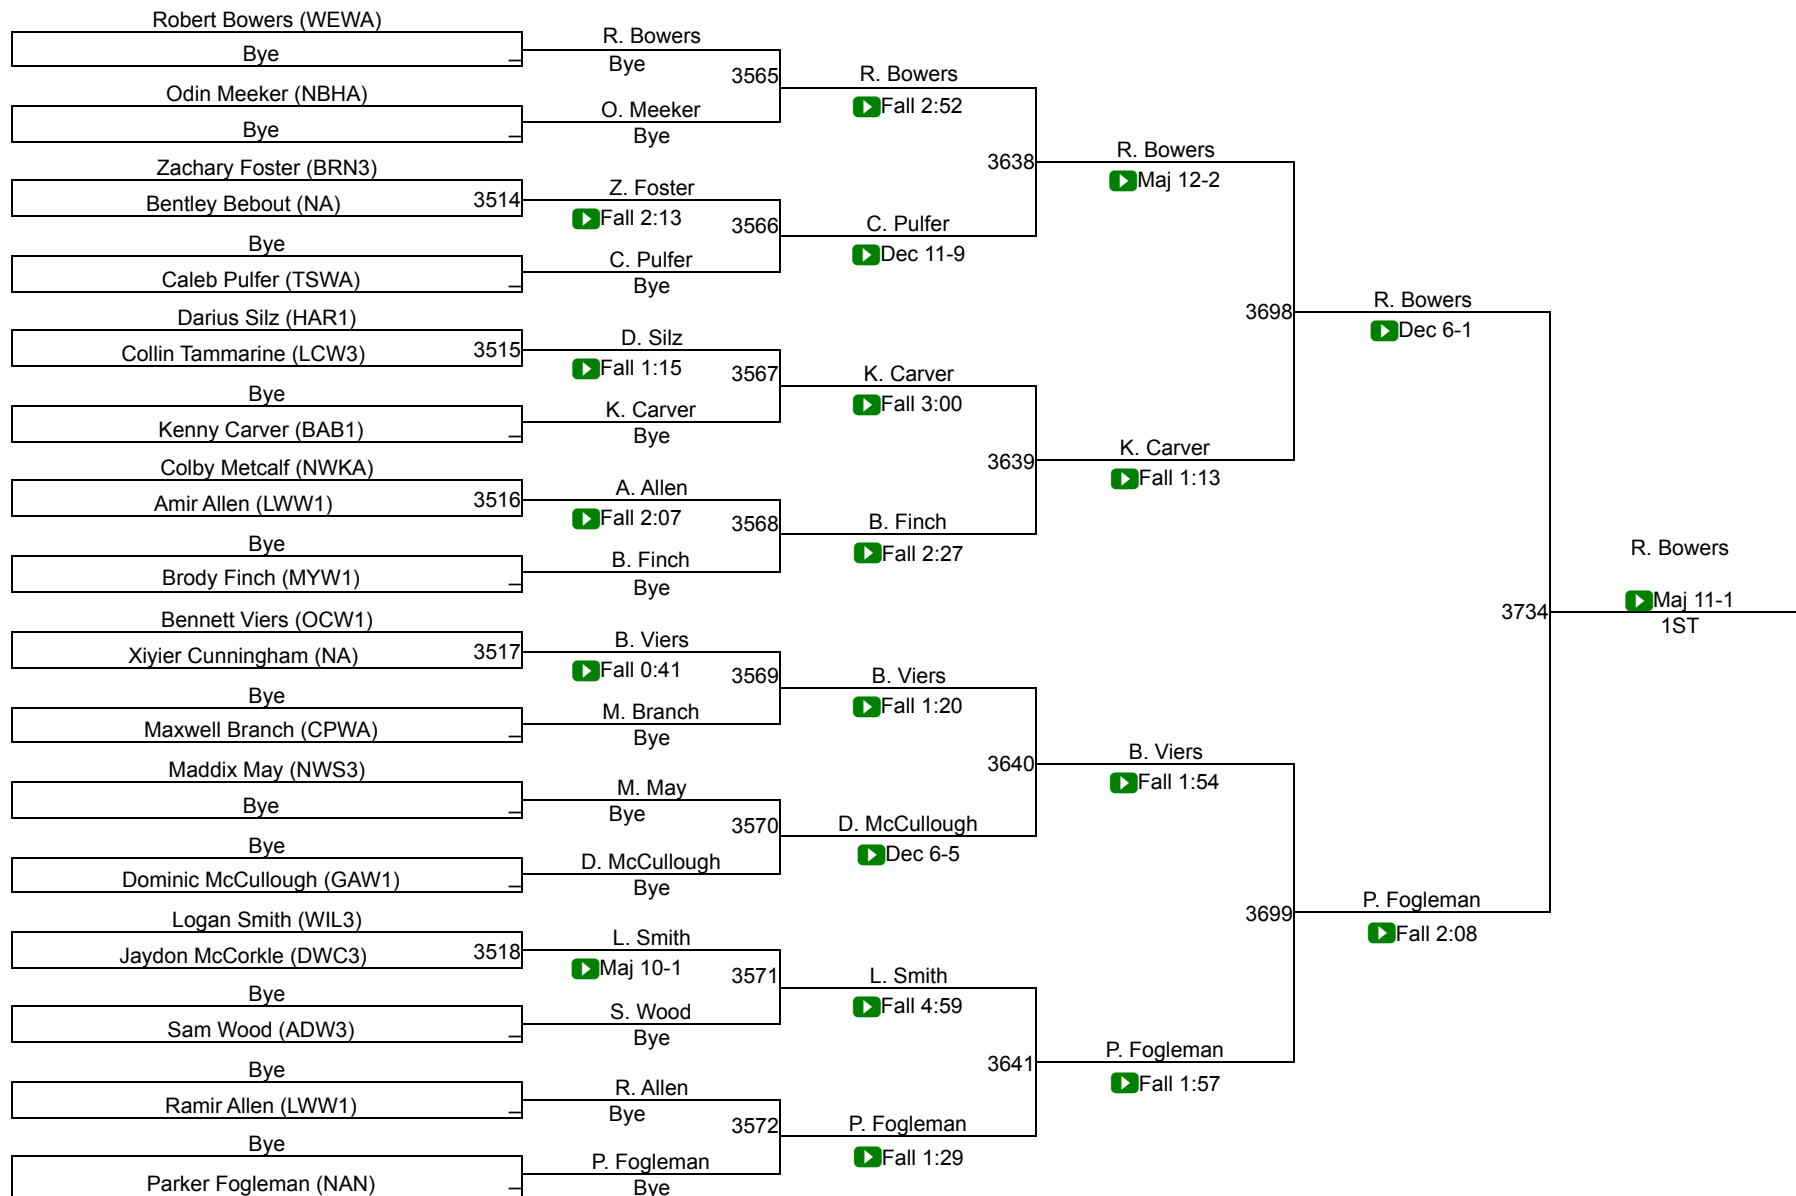 Robert Bowers (WEWA)
Bye
Odin Meeker (NBHA)
Bye
Zachary Foster (BRN3)
Bentley Bebout (NA) 3514
Bye
Caleb Pulfer (TSWA)
Darius Silz (HAR1)
Collin Tammarine (LCW3) 3515
Bye
Kenny Carver (BAB1)
Colby Metcalf (NWKA)
Amir Allen (LWW1) 3516
Bye
Brody Finch (MYW1)
Bennett Viers (OCW1)
Xiyier Cunningham (NA) 3517
Bye
Maxwell Branch (CPWA)
Maddix May (NWS3)
Bye
Bye
Dominic McCullough (GAW1)
Logan Smith (WIL3)
Jaydon McCorkle (DWC3) 3518
Bye
Sam Wood (ADW3)
Bye
Ramir Allen (LWW1)
Bye
Parker Fogleman (NAN)
R. Bowers
Bye
3565
O. Meeker
Bye
Z. Foster
Fall 2:13
3566
C. Pulfer
Bye
D. Silz
Fall 1:15
3567
K. Carver
Bye
A. Allen
Fall 2:07
3568
B. Finch
Bye
B. Viers
Fall 0:41
3569
M. Branch
Bye
M. May
Bye
3570
D. McCullough
Bye
L. Smith
Maj 10-1
3571
S. Wood
Bye
R. Allen
Bye
3572
P. Fogleman
Bye
R. Bowers
Fall 2:52
3638
C. Pulfer
Dec 11-9
K. Carver
Fall 3:00
3639
B. Finch
Fall 2:27
B. Viers
Fall 1:20
3640
D. McCullough
Dec 6-5
L. Smith
Fall 4:59
3641
P. Fogleman
Fall 1:29
R. Bowers
Maj 12-2
3698
K. Carver
Fall 1:13
B. Viers
Fall 1:54
3699
P. Fogleman
Fall 1:57
R. Bowers
Dec 6-1
3734
P. Fogleman
Fall 2:08
R. Bowers
Maj 11-1
1ST